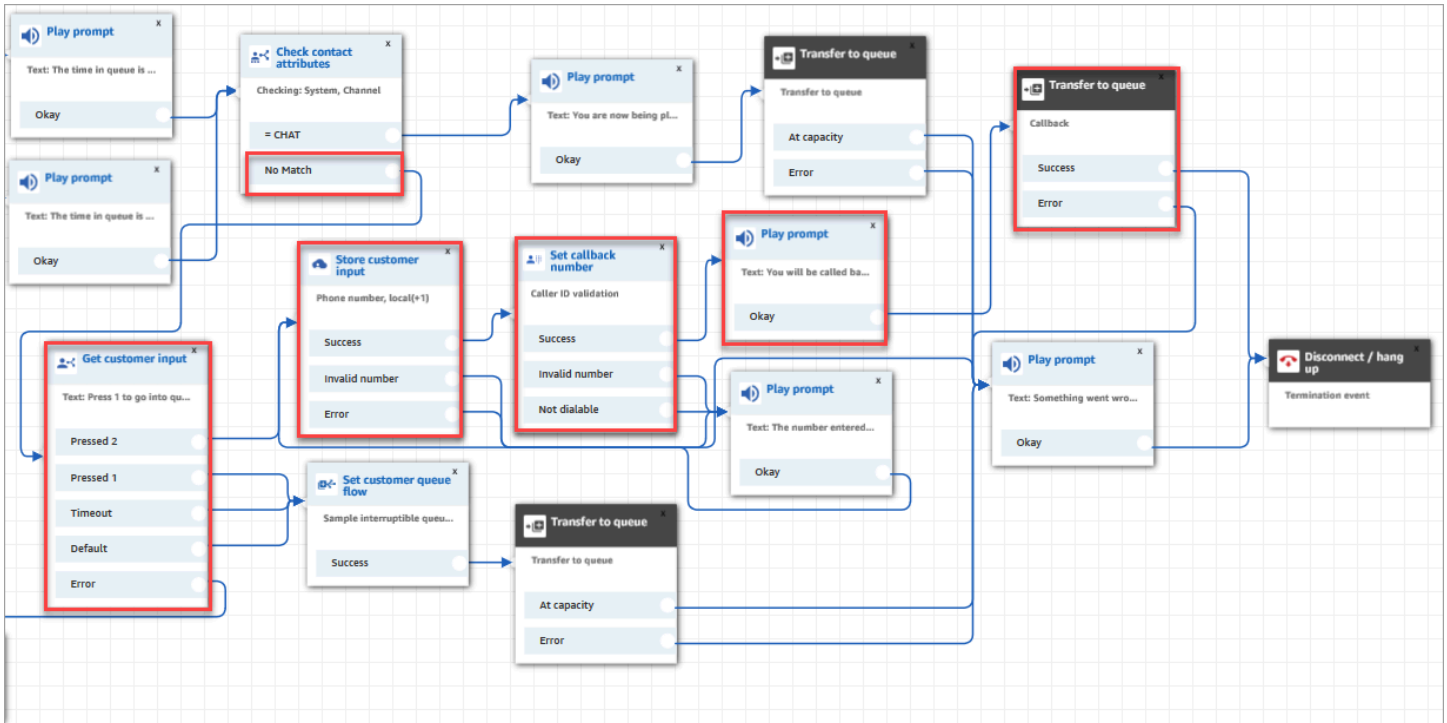 Play prompt
x
Text: The time in queue is ...
Okay
Play prompt
x
Text: The time in queue is ...
Okay
Check contact
attributes
x
Checking: System, Channel
= CHAT
No Match
Play prompt
x
Text: You are now being pl...
Okay
Transfer to queue
x
Transfer to queue
At capacity
Error
Transfer to queue
x
Callback
Success
Error
Get customer input
x
Text: Press 1 to go into qu...
Pressed 2
Pressed 1
Timeout
Default
Error
Store customer
input
x
Phone number, local(+1)
Success
Invalid number
Error
Set callback
number
x
Caller ID validation
Success
Invalid number
Not dialable
Play prompt
x
Text: You will be called ba...
Okay
Play prompt
x
Text: The number entered...
Okay
Play prompt
x
Text: Something went wro...
Okay
Disconnect / hang
up
x
Termination event
Set customer queue
flow
x
Sample interruptible queu...
Success
Transfer to queue
x
Transfer to queue
At capacity
Error